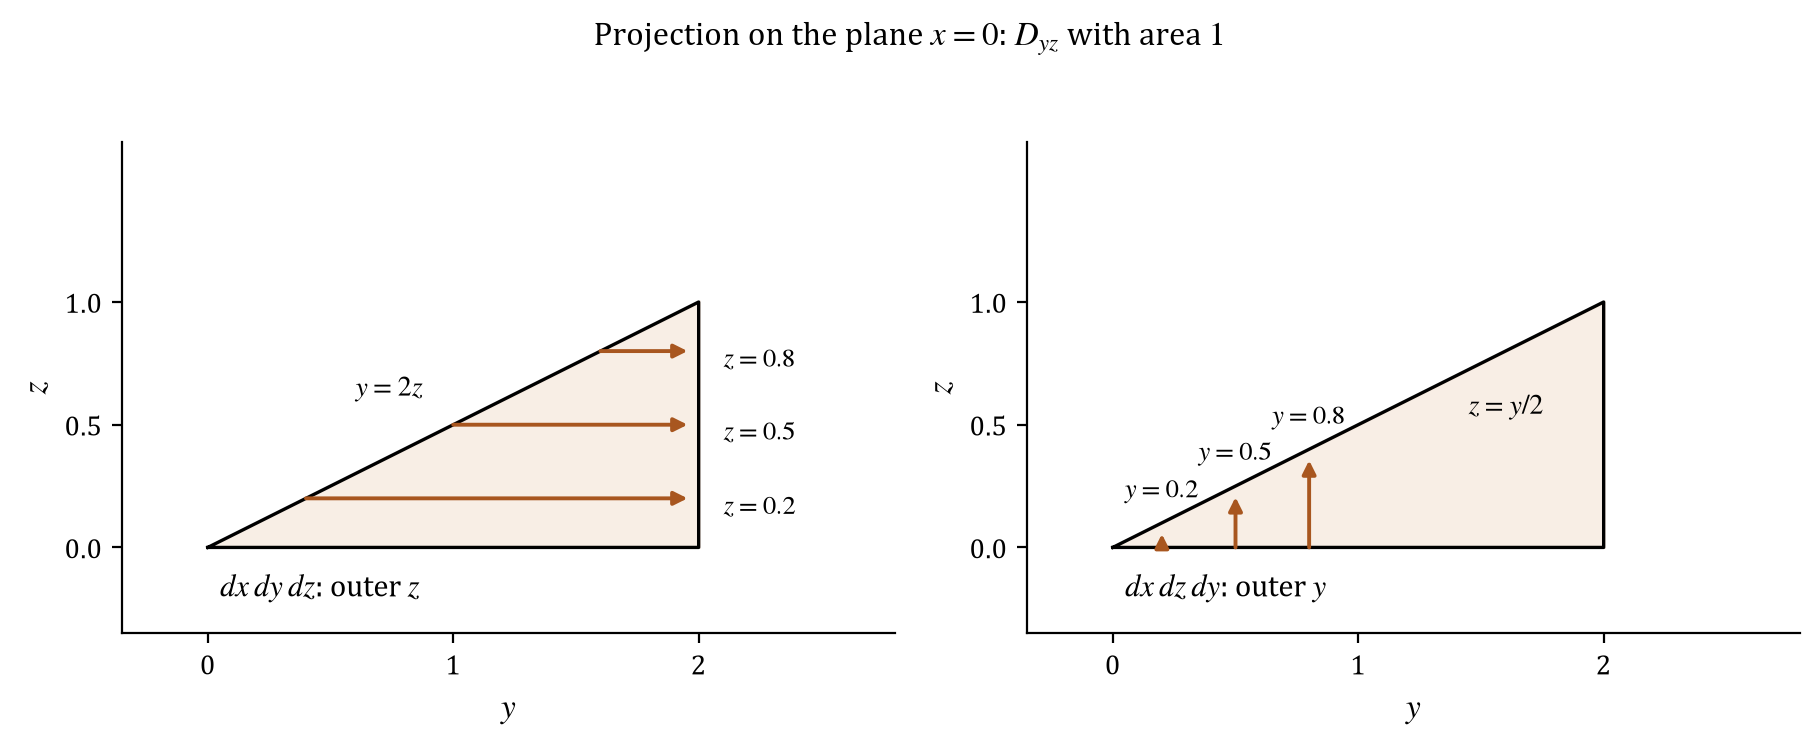 Projection on the plane x = 0: D_yz with area 1
z
1.0
0.5
0.0
y = 2z
z = 0.8
z = 0.5
z = 0.2
dx dy dz: outer z
0 1 2
y
z
1.0
0.5
0.0
y = 0.8
y = 0.5
y = 0.2
z = y/2
dx dz dy: outer y
0 1 2
y